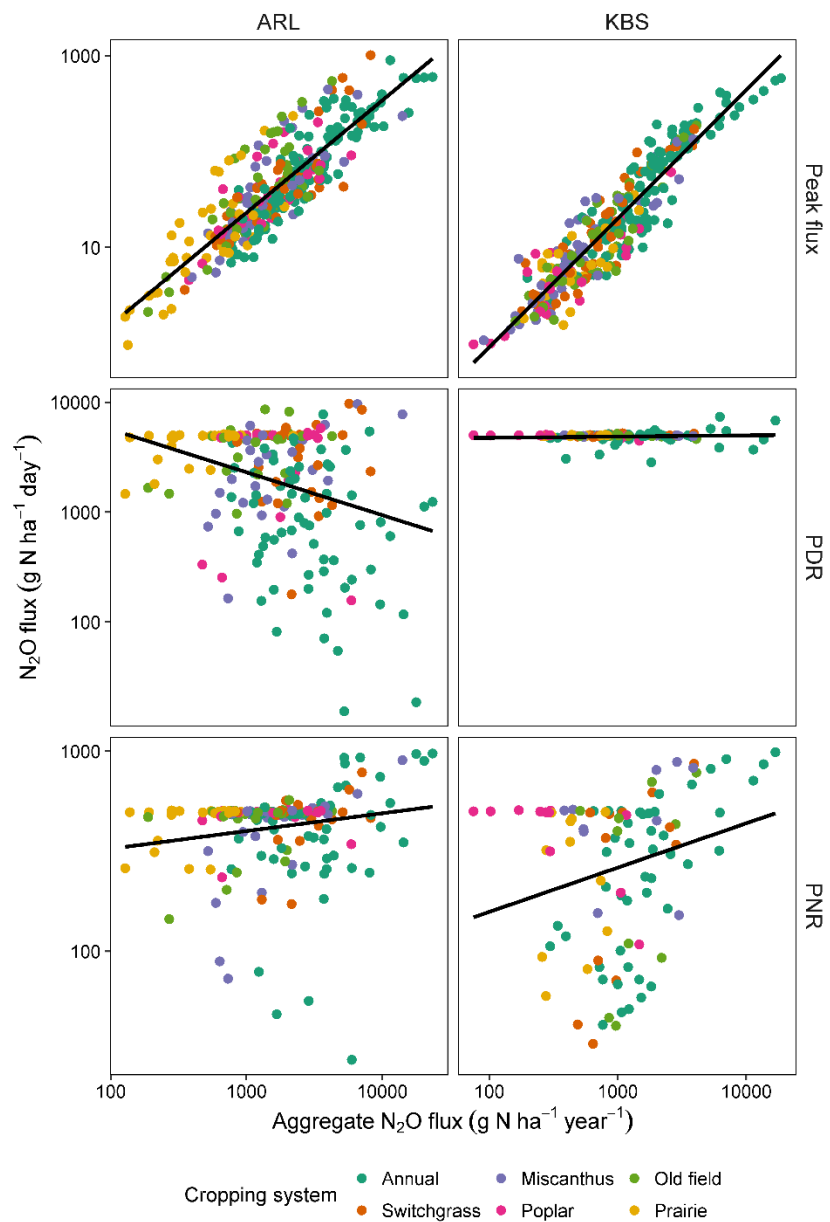 ARL KBS
1000
10
Peak flux
10000
1000
100
PDR
1000
100
PNR
N₂O flux (g N ha⁻¹ day⁻¹)
100 1000 10000 100 1000 10000
Aggregate N₂O flux (g N ha⁻¹ year⁻¹)
Cropping system
Annual Miscanthus Old field
Switchgrass Poplar Prairie